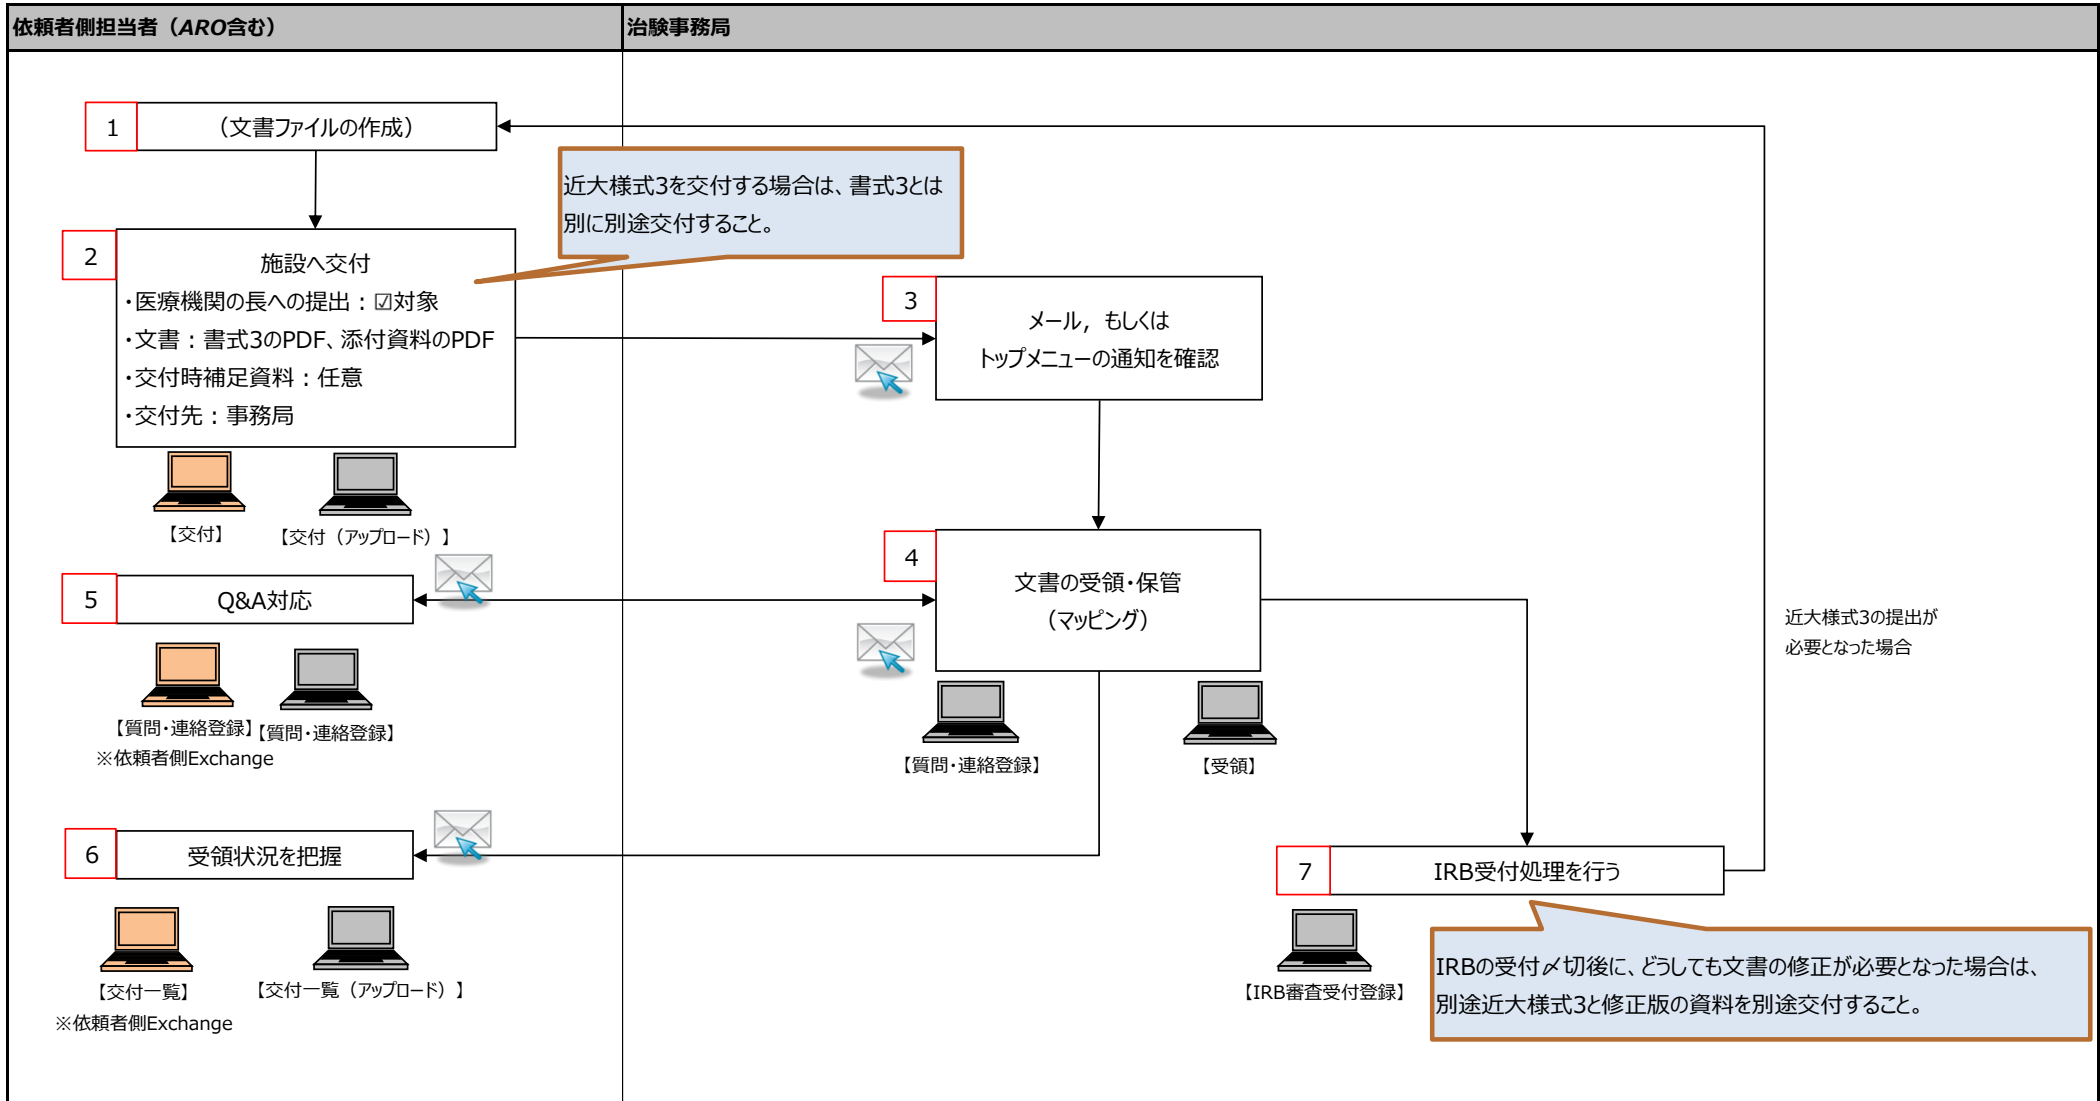 依頼者側担当者（ARO含む）
治験事務局
1
（文書ファイルの作成）
近大様式3を交付する場合は、書式3とは
別に別途交付すること。
2
施設へ交付
・医療機関の長への提出：☑対象
・文書：書式3のPDF、添付資料のPDF
・交付時補足資料：任意
・交付先：事務局
【交付】
【交付（アップロード）】
3
メール，もしくは
トップメニューの通知を確認
4
文書の受領・保管
（マッピング）
【質問・連絡登録】
【受領】
5
Q&A対応
【質問・連絡登録】
【質問・連絡登録】
※依頼者側Exchange
近大様式3の提出が
必要となった場合
6
受領状況を把握
【交付一覧】
【交付一覧（アップロード）】
※依頼者側Exchange
7
IRB受付処理を行う
【IRB審査受付登録】
IRBの受付〆切後に、どうしても文書の修正が必要となった場合は、
別途近大様式3と修正版の資料を別途交付すること。